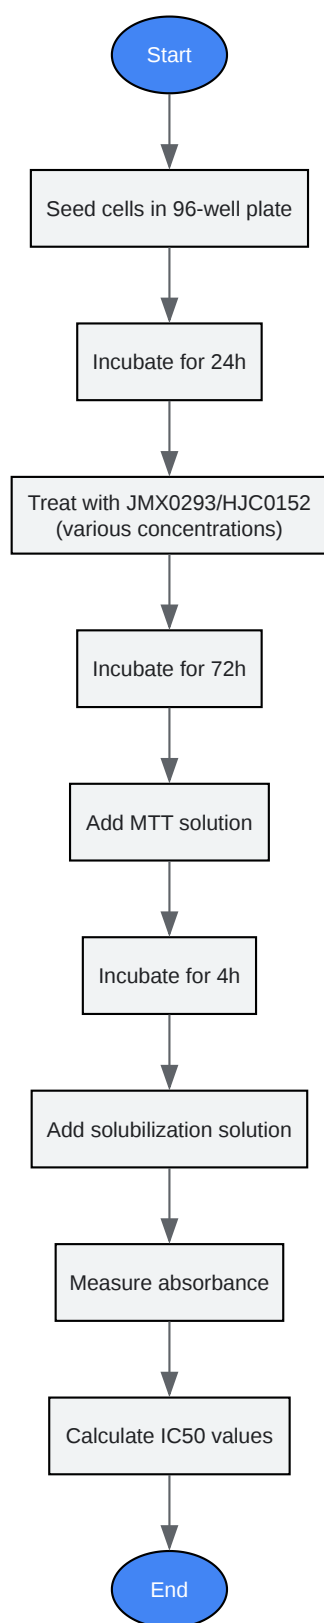 Start
Seed cells in 96-well plate
Incubate for 24h
Treat with JMX0293/HJC0152
(various concentrations)
Incubate for 72h
Add MTT solution
Incubate for 4h
Add solubilization solution
Measure absorbance
Calculate IC50 values
End